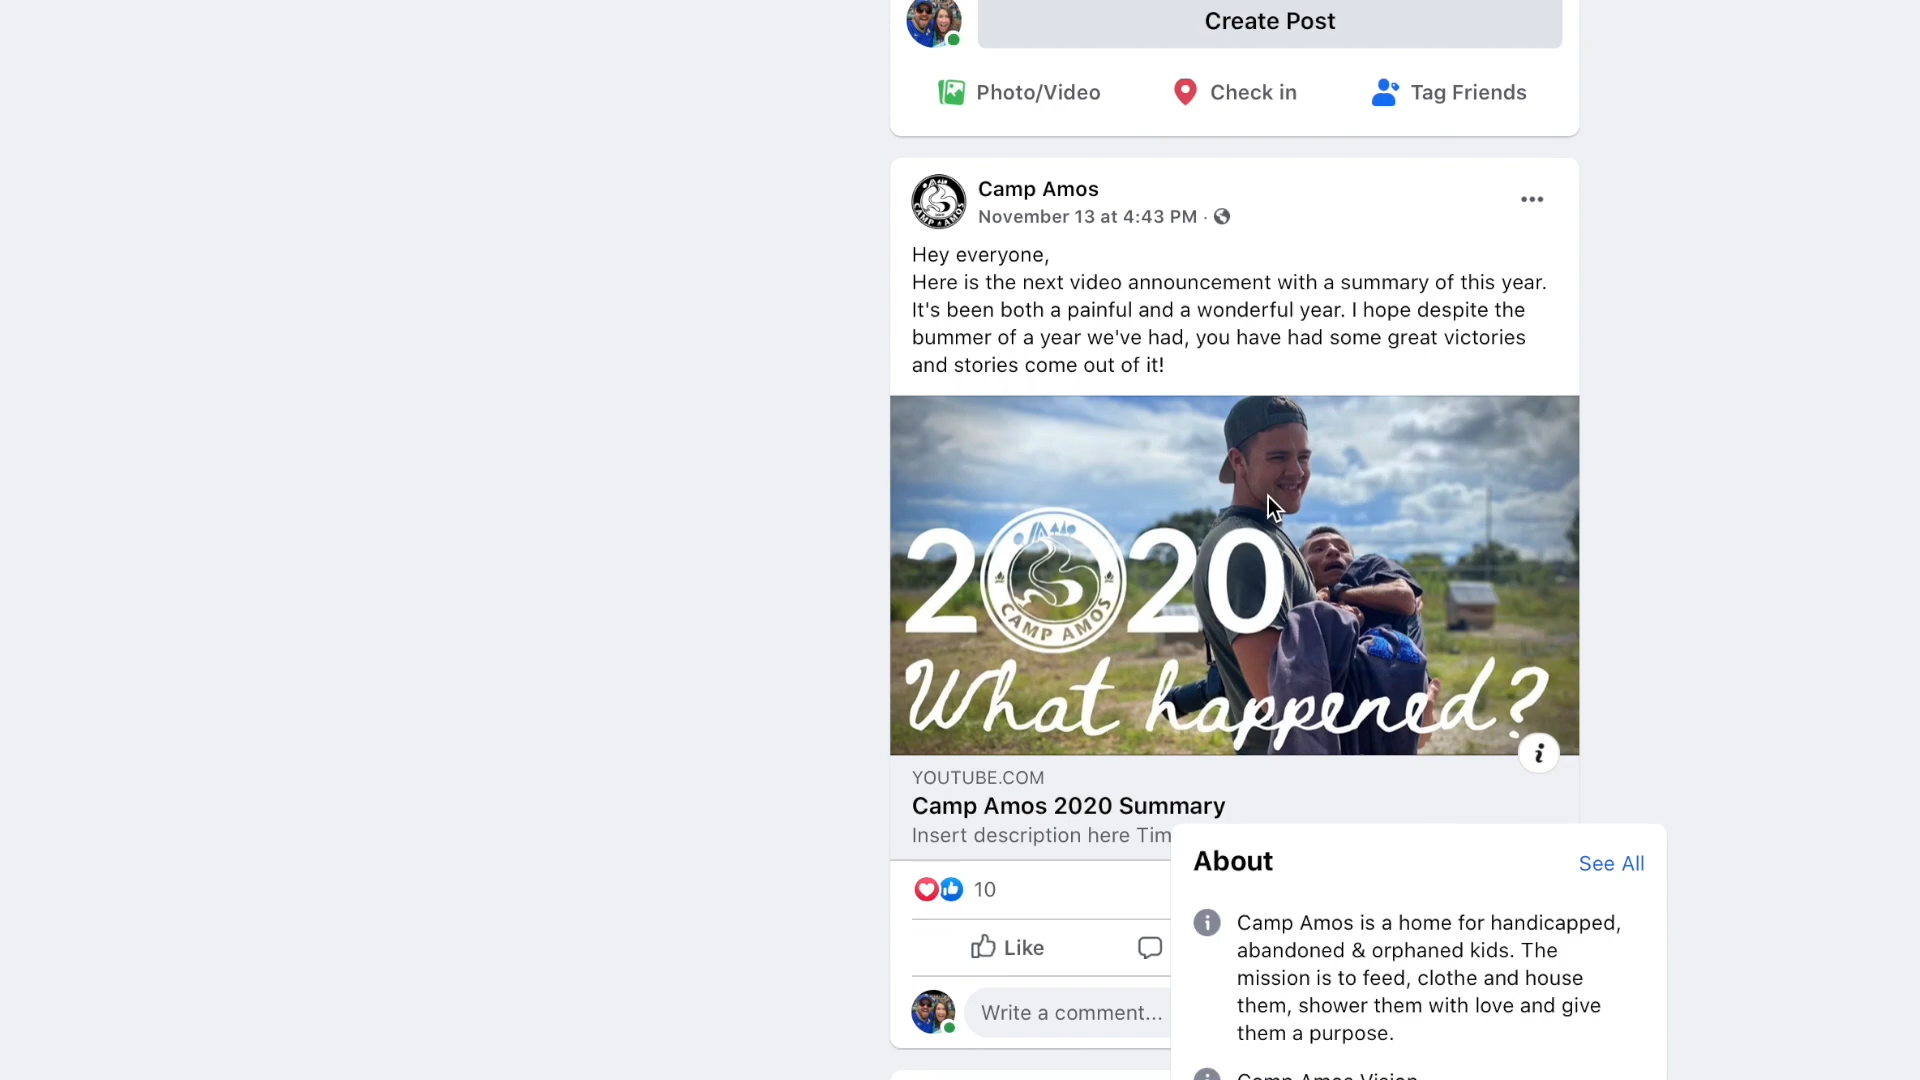 Create Post
Photo/Video
Check in
Tag Friends
Camp Amos
November 13 at 4:43 PM ·
Hey everyone,
Here is the next video announcement with a summary of this year.
It's been both a painful and a wonderful year. I hope despite the
bummer of a year we've had, you have had some great victories
and stories come out of it!
2020
CAMP AMOS
What happened?
YOUTUBE.COM
Camp Amos 2020 Summary
Insert description here Tim
10
Like
Write a comment...
About
See All
Camp Amos is a home for handicapped,
abandoned & orphaned kids. The
mission is to feed, clothe and house
them, shower them with love and give
them a purpose.
Camp Amos Vision